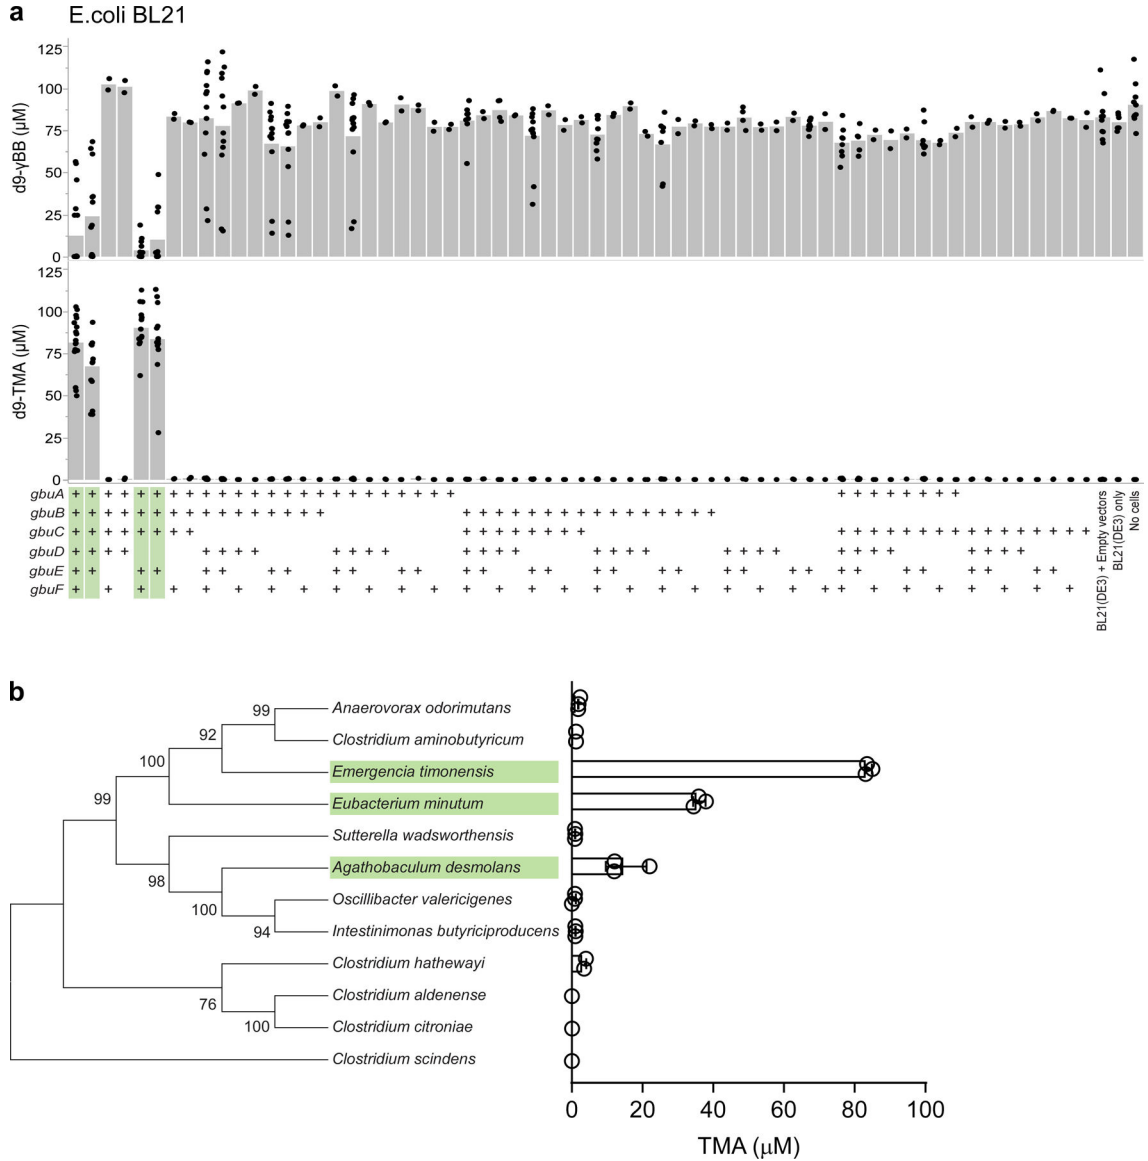 a
E.coli BL21
125
100
75
50
25
0
d9-γBB (μM)
125
100
75
50
25
0
d9-TMA (μM)
gbuA + + + + + + + + + + + + + + + + + + + + + + + + + + + + + + + +
gbuB + + + + + + + + + + + + + + + + + + + + + + + + + + + + + + + +
gbuC + + + + + + + + + + + + + + + + + + + + + + + + + + + + + + + +
gbuD + + + + + + + + + + + + + + + + + + + + + + + + + + + + + + + +
gbuE + + + + + + + + + + + + + + + + + + + + + + + + + + + + + + + +
gbuF + + + + + + + + + + + + + + + + + + + + + + + + + + + + + + + +
BL21(DE3) + Empty vectors
BL21(DE3) only
No cells
b
99
92
100
99
98
100
94
76
100
Anaerovorax odorimutans
Clostridium aminobutyricum
Emergencia timonensis
Eubacterium minutum
Sutterella wadsworthensis
Agathobaculum desmolans
Oscillibacter valericigenes
Intestinimonas butyriciproducens
Clostridium hathewayi
Clostridium aldenense
Clostridium citroniae
Clostridium scindens
0 20 40 60 80 100
TMA (μM)